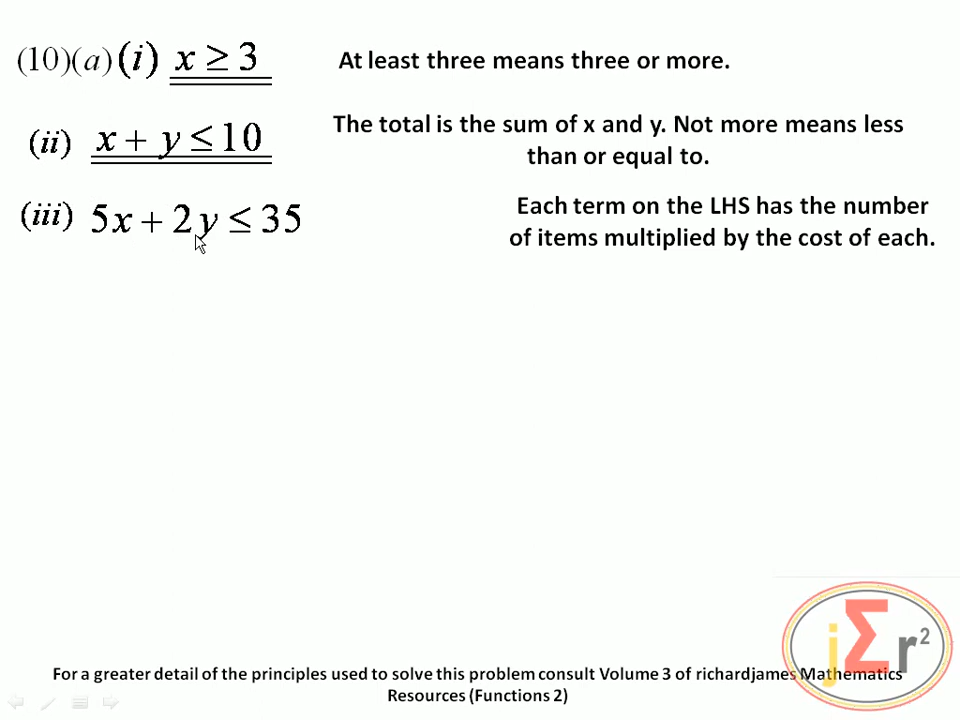 (10)(a)(i) x ≥ 3 At least three means three or more.
(ii) x + y ≤ 10 The total is the sum of x and y. Not more means less
than or equal to.
(iii) 5x + 2y ≤ 35 Each term on the LHS has the number
of items multiplied by the cost of each.
jΣr²
For a greater detail of the principles used to solve this problem consult Volume 3 of richardjames Mathematics
Resources (Functions 2)